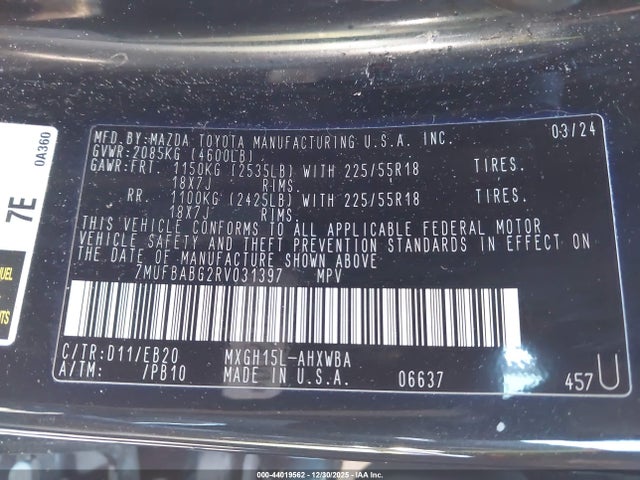 MFD.BY:MAZDA TOYOTA MANUFACTURING U.S.A. INC. 03/24
GVWR:2085KG (4600LB)
GAWR:FRT. 1150KG (2535LB) WITH 225/55R18 TIRES.
18X7J RIMS.
RR. 1100KG (2425LB) WITH 225/55R18 TIRES.
18X7J RIMS.
THIS VEHICLE CONFORMS TO ALL APPLICABLE FEDERAL MOTOR
VEHICLE SAFETY AND THEFT PREVENTION STANDARDS IN EFFECT ON
THE DATE OF MANUFACTURE SHOWN ABOVE
7MUFBABG2RV031397 MPV
C/TR:D11/EB20 MXGH15L-AHXWBA
A/TM: /PB10 MADE IN U.S.A. 06637 457U
0A360
7E
000-44019562 - 12/30/2025 - IAA Inc.